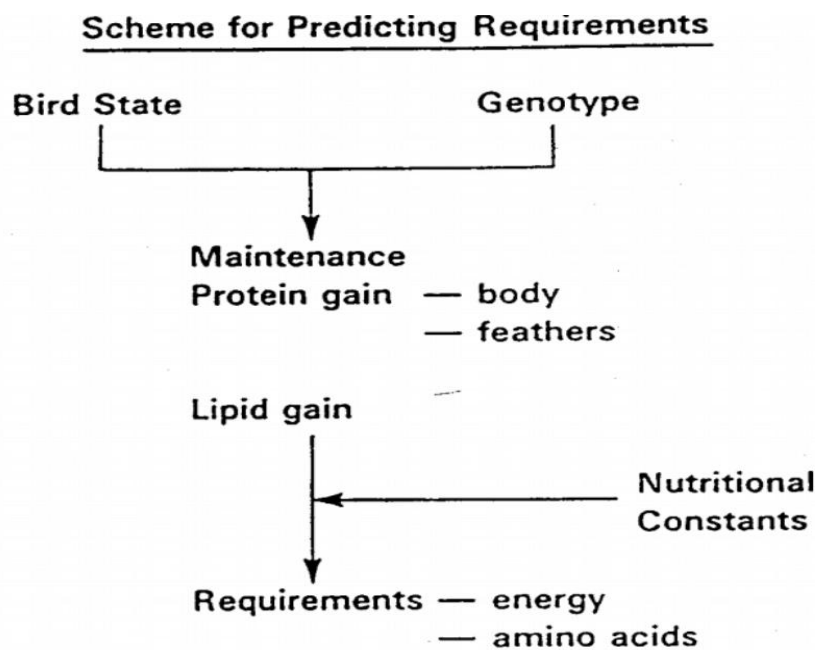 Scheme for Predicting Requirements
Bird State
Genotype
Maintenance
Protein gain — body
— feathers
Lipid gain
Nutritional
Constants
Requirements — energy
— amino acids